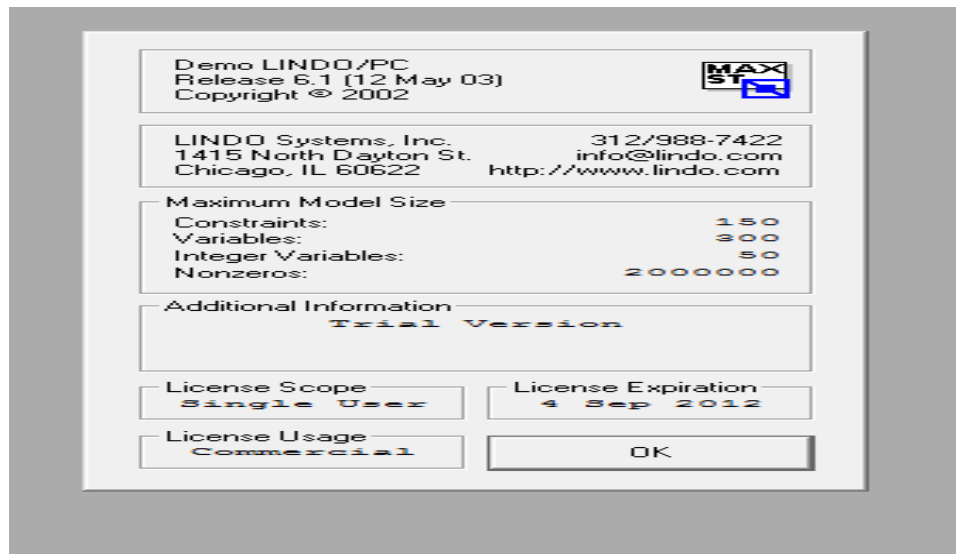 Demo LINDO/PC
Release 6.1 (12 May 03)
Copyright © 2002
MAX
ST
LINDO Systems, Inc. 312/988-7422
1415 North Dayton St. info@lindo.com
Chicago, IL 60622 http://www.lindo.com
Maximum Model Size
Constraints: 150
Variables: 300
Integer Variables: 50
Nonzeros: 2000000
Additional Information
Trial Version
License Scope
Single User
License Expiration
4 Sep 2012
License Usage
Commercial
OK